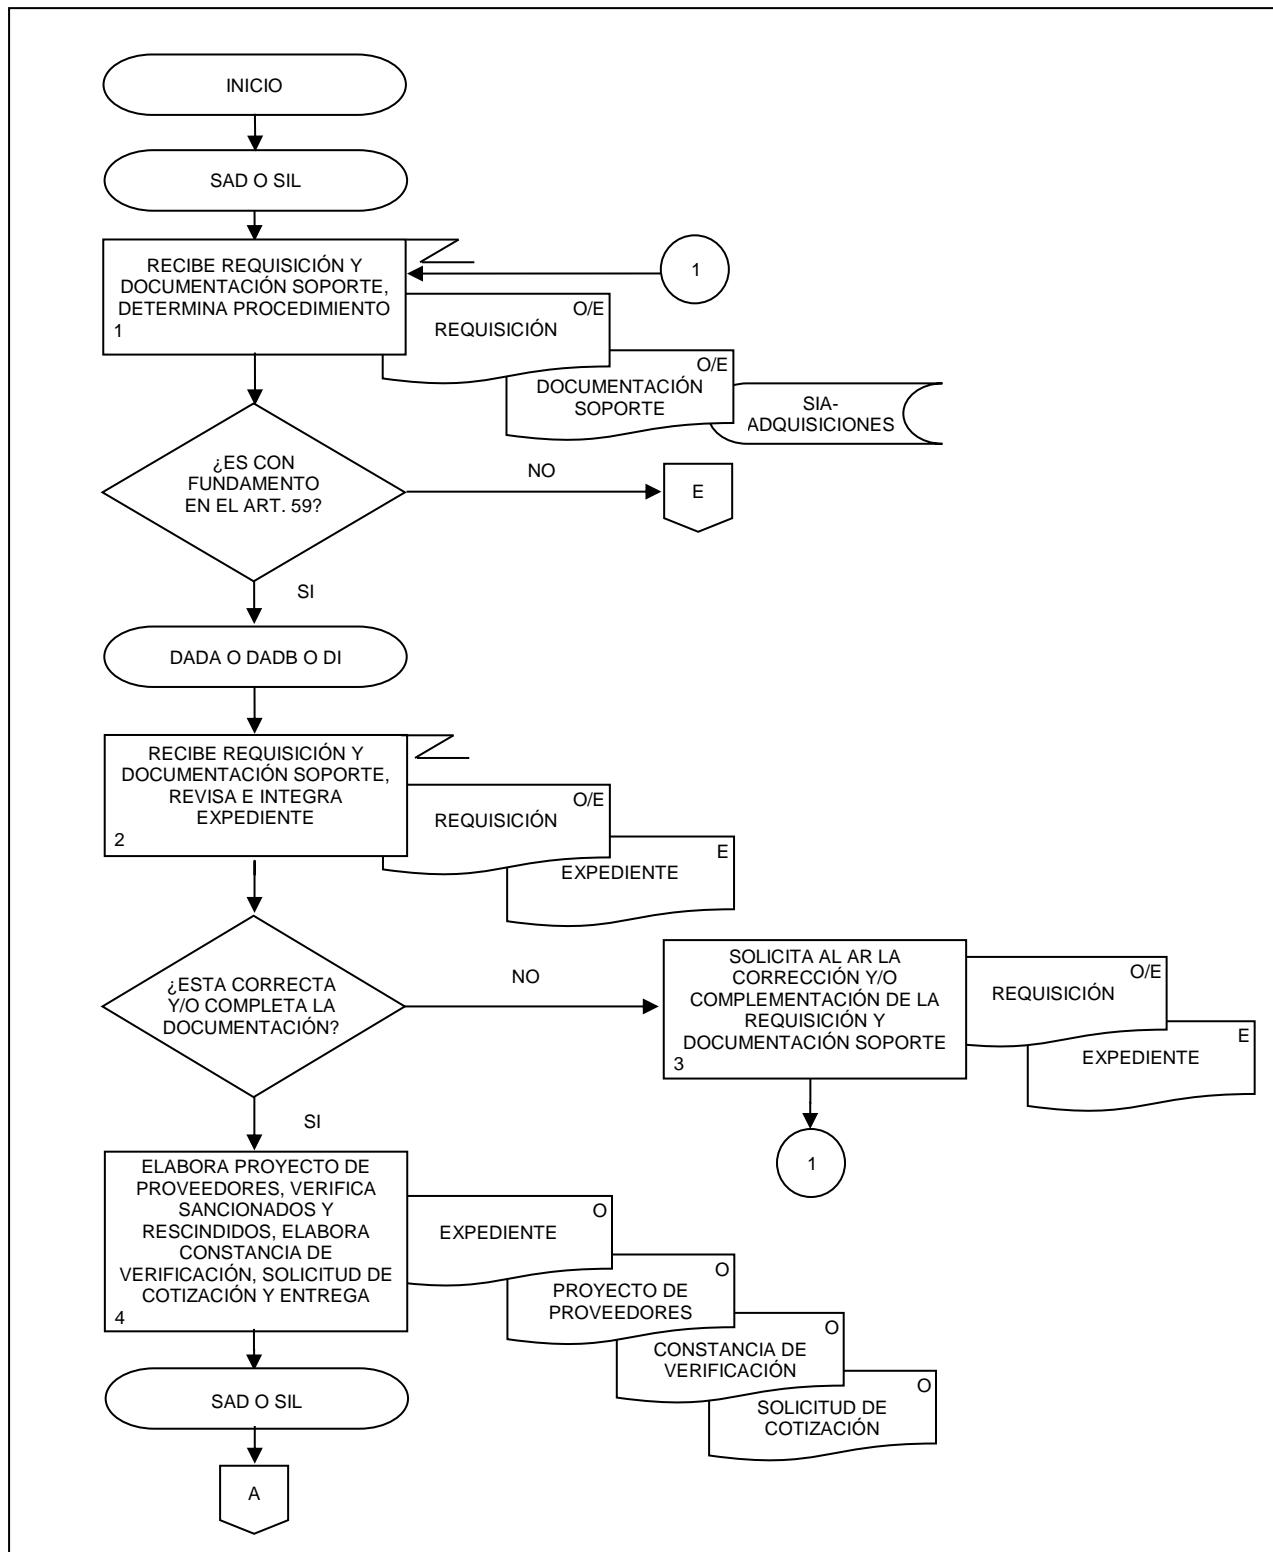 INICIO
SAD O SIL
RECIBE REQUISICIÓN Y
DOCUMENTACIÓN SOPORTE,
DETERMINA PROCEDIMIENTO
1
1
O/E
REQUISICIÓN
O/E
DOCUMENTACIÓN
SOPORTE
SIA-
ADQUISICIONES
¿ES CON
FUNDAMENTO
EN EL ART. 59?
NO
E
SI
DADA O DADB O DI
RECIBE REQUISICIÓN Y
DOCUMENTACIÓN SOPORTE,
REVISA E INTEGRA
EXPEDIENTE
2
O/E
REQUISICIÓN
E
EXPEDIENTE
¿ESTA CORRECTA
Y/O COMPLETA LA
DOCUMENTACIÓN?
NO
SOLICITA AL AR LA
CORRECCIÓN Y/O
COMPLEMENTACIÓN DE LA
REQUISICIÓN Y
DOCUMENTACIÓN SOPORTE
3
O/E
REQUISICIÓN
E
EXPEDIENTE
1
SI
ELABORA PROYECTO DE
PROVEEDORES, VERIFICA
SANCIONADOS Y
RESCINDIDOS, ELABORA
CONSTANCIA DE
VERIFICACIÓN, SOLICITUD DE
COTIZACIÓN Y ENTREGA
4
O
EXPEDIENTE
O
PROYECTO DE
PROVEEDORES
O
CONSTANCIA DE
VERIFICACIÓN
O
SOLICITUD DE
COTIZACIÓN
SAD O SIL
A